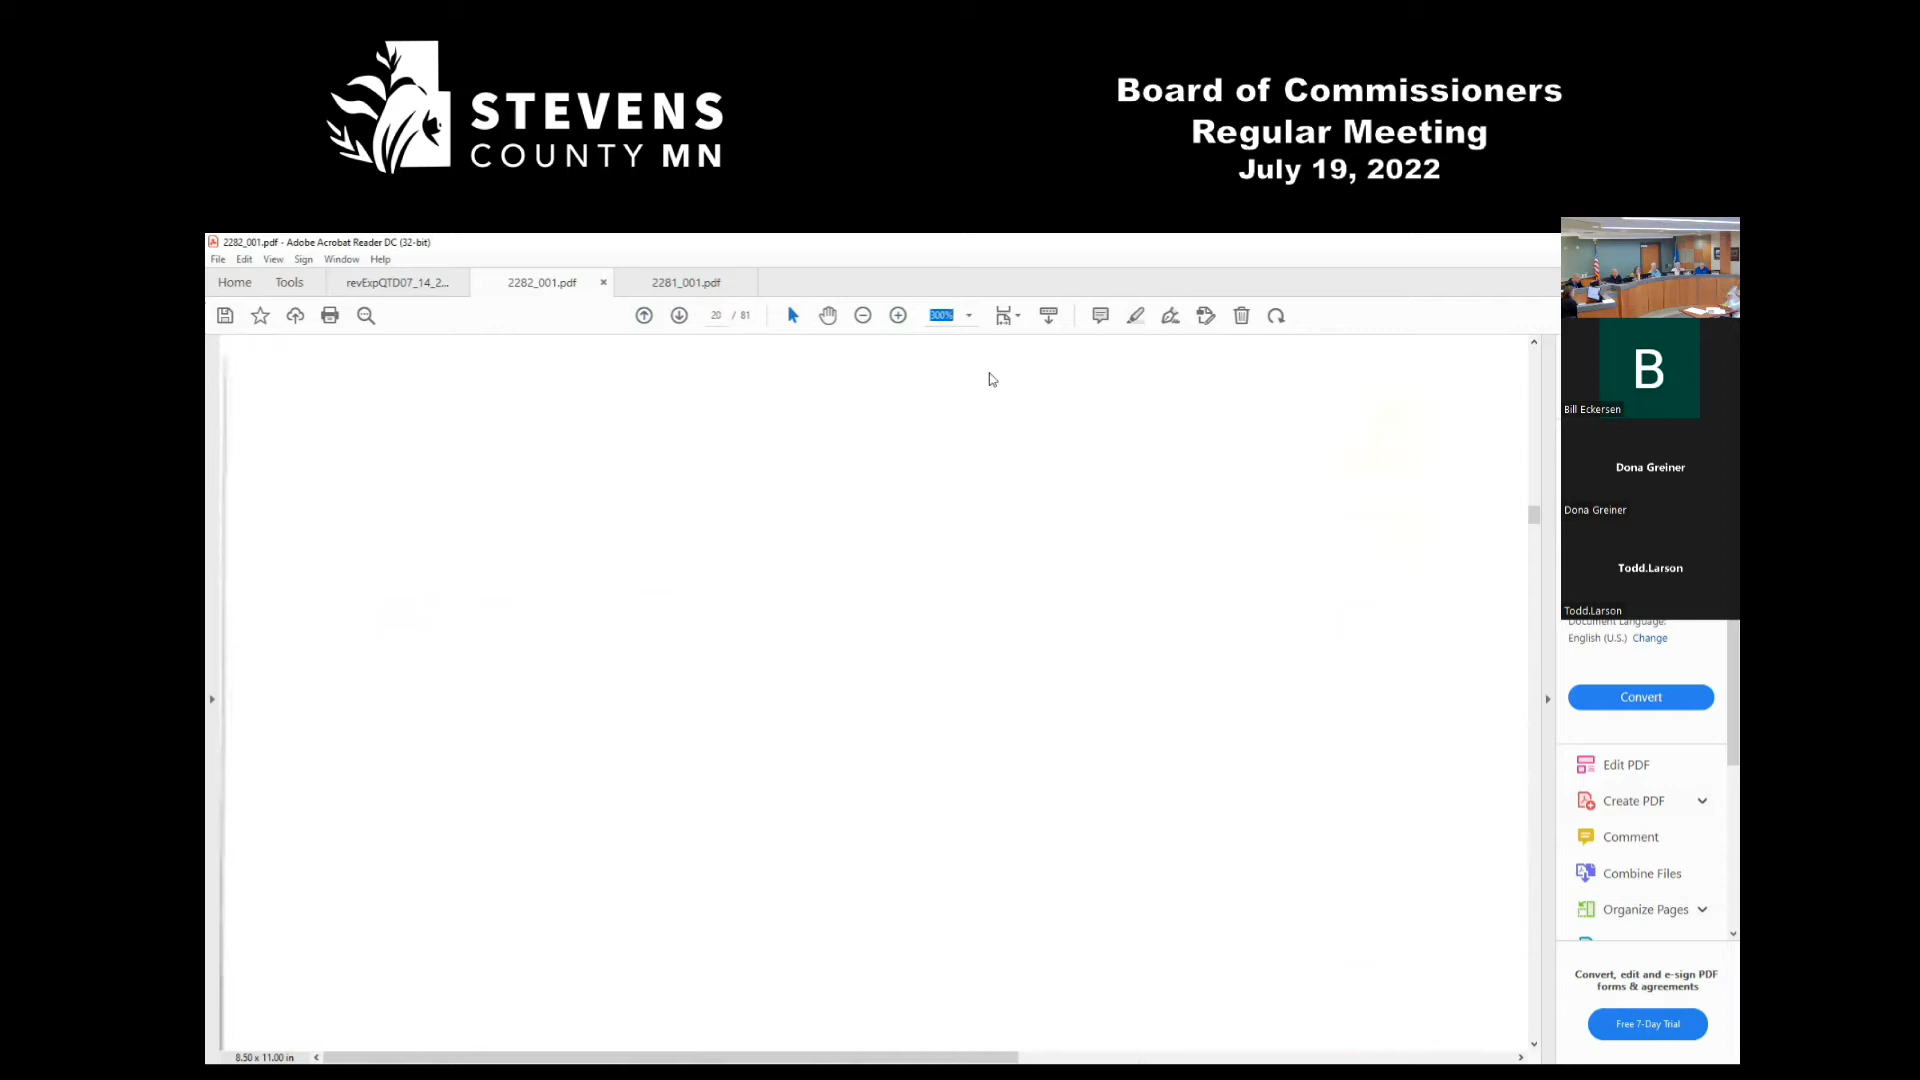 STEVENS
COUNTY MN
Board of Commissioners
Regular Meeting
July 19, 2022
2282_001.pdf - Adobe Acrobat Reader DC (32-bit)
File Edit View Sign Window Help
Home Tools revExpQTD07_14_2... 2282_001.pdf × 2281_001.pdf
20 / 81 300%
B
Bill Eckersen
Dona Greiner
Dona Greiner
Todd.Larson
Todd.Larson
Document Language:
English (U.S.) Change
Convert
Edit PDF
Create PDF
Comment
Combine Files
Organize Pages
Convert, edit and e-sign PDF
forms & agreements
Free 7-Day Trial
8.50 x 11.00 in